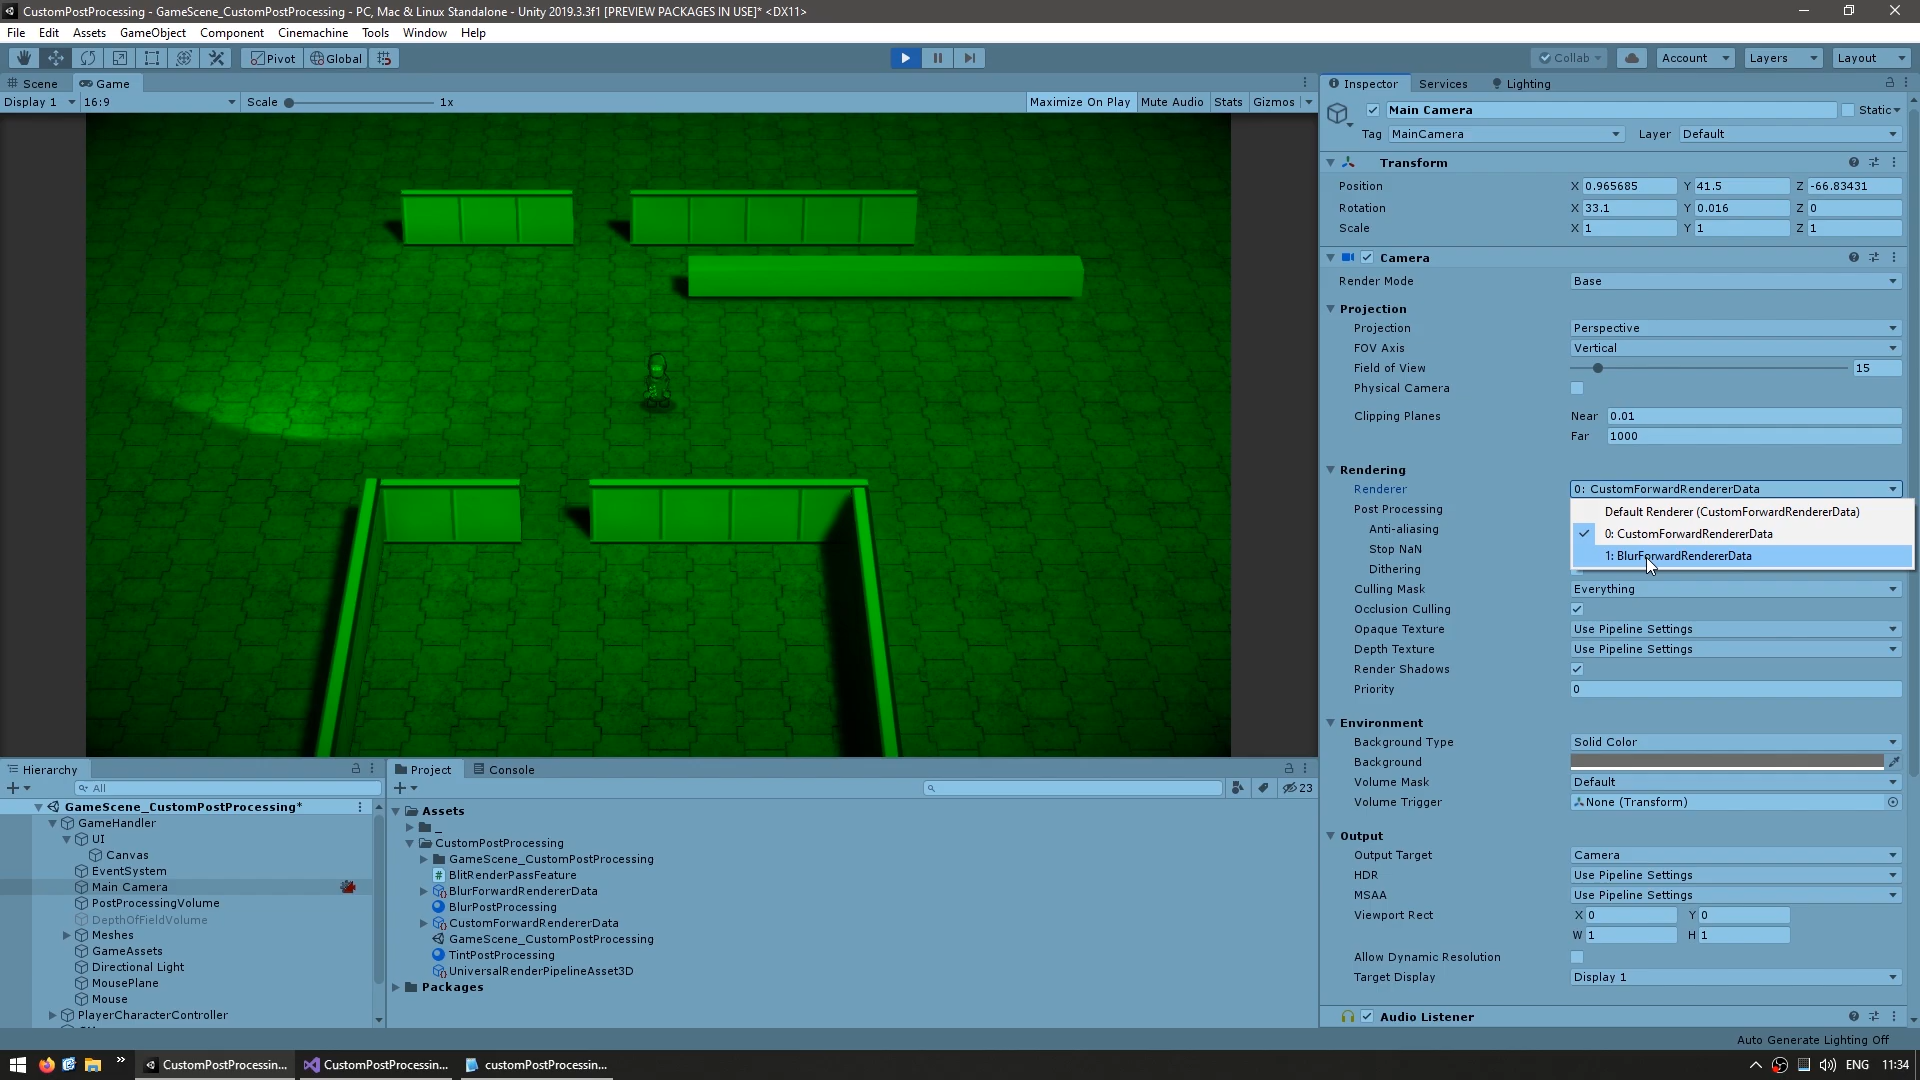 CustomPostProcessing - GameScene_CustomPostProcessing - PC, Mac & Linux Standalone - Unity 2019.3.3f1 [PREVIEW PACKAGES IN USE]* <DX11>
File Edit Assets GameObject Component Cinemachine Tools Window Help
Pivot Global Collab Account Layers Layout
Scene Game Inspector Services Lighting
Display 1 16:9 Scale 1x Maximize On Play Mute Audio Stats Gizmos
Main Camera Static
Tag MainCamera Layer Default
Transform
Position X 0.965685 Y 41.5 Z -66.83431
Rotation X 33.1 Y 0.016 Z 0
Scale X 1 Y 1 Z 1
Camera
Render Mode Base
Projection
Projection Perspective
FOV Axis Vertical
Field of View 15
Physical Camera
Clipping Planes Near 0.01
Far 1000
Rendering
Renderer 0: CustomForwardRendererData
Post Processing
Default Renderer (CustomForwardRendererData)
Anti-aliasing
0: CustomForwardRendererData
Stop NaN
1: BlurForwardRendererData
Dithering
Culling Mask Everything
Occlusion Culling
Opaque Texture Use Pipeline Settings
Depth Texture Use Pipeline Settings
Render Shadows
Priority 0
Environment
Background Type Solid Color
Background
Volume Mask Default
Volume Trigger None (Transform)
Output
Output Target Camera
HDR Use Pipeline Settings
MSAA Use Pipeline Settings
Viewport Rect X 0 Y 0
W 1 H 1
Allow Dynamic Resolution
Target Display Display 1
Audio Listener
Auto Generate Lighting Off
Hierarchy
All
GameScene_CustomPostProcessing*
GameHandler
UI
Canvas
EventSystem
Main Camera
PostProcessingVolume
DepthOfFieldVolume
Meshes
GameAssets
Directional Light
MousePlane
Mouse
PlayerCharacterController
Project Console
23
Assets
_
CustomPostProcessing
GameScene_CustomPostProcessing
BlitRenderPassFeature
BlurForwardRendererData
BlurPostProcessing
CustomForwardRendererData
GameScene_CustomPostProcessing
TintPostProcessing
UniversalRenderPipelineAsset3D
Packages
CustomPostProcessin... CustomPostProcessin... customPostProcessin... ENG 11:34